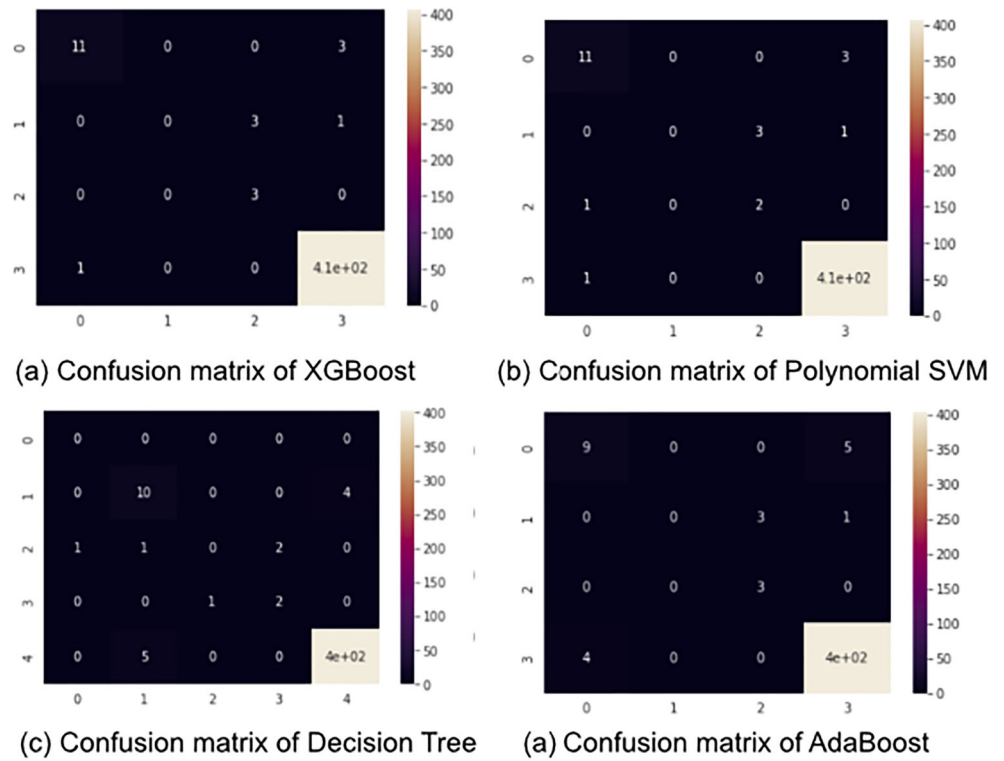 0 11 0 0 3
1 0 0 3 1
2 0 0 3 0
3 1 0 0 4.1e+02
0 1 2 3
400
350
300
250
200
150
100
50
0
(a) Confusion matrix of XGBoost
0 11 0 0 3
1 0 0 3 1
2 1 0 2 0
3 1 0 0 4.1e+02
0 1 2 3
400
350
300
250
200
150
100
50
0
(b) Confusion matrix of Polynomial SVM
0 0 0 0 0 0
1 0 10 0 0 4
2 1 1 0 2 0
3 0 0 1 2 0
4 0 5 0 0 4e+02
0 1 2 3 4
400
350
300
250
200
150
100
50
0
(c) Confusion matrix of Decision Tree
0 9 0 0 5
1 0 0 3 1
2 0 0 3 0
3 4 0 0 4e+02
0 1 2 3
400
350
300
250
200
150
100
50
0
(a) Confusion matrix of AdaBoost